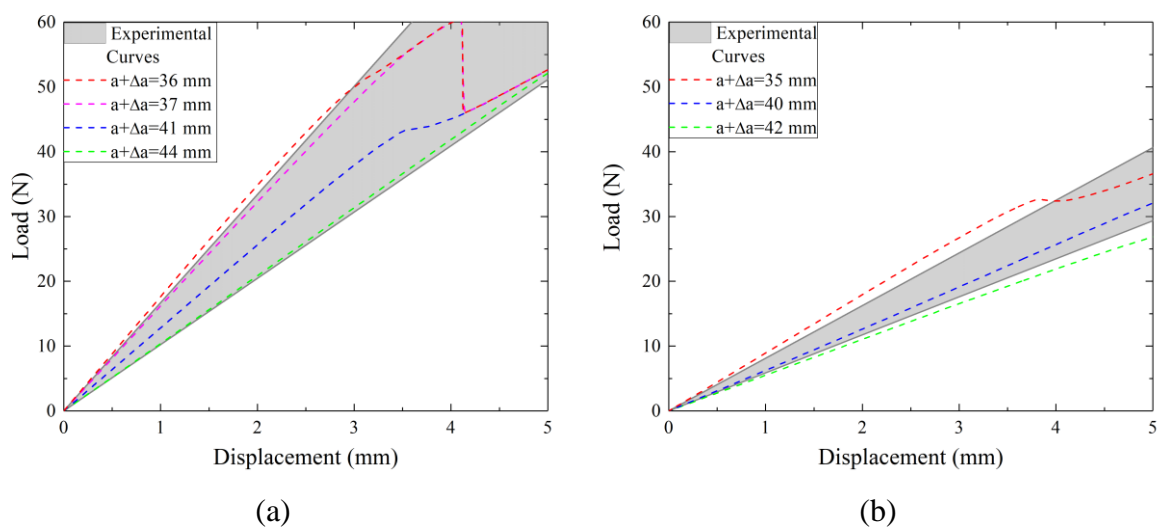 60
50
40
30
20
10
0
Load (N)
Experimental
Curves
a+Δa=36 mm
a+Δa=37 mm
a+Δa=41 mm
a+Δa=44 mm
0 1 2 3 4 5
Displacement (mm)
(a)
60
50
40
30
20
10
0
Load (N)
Experimental
Curves
a+Δa=35 mm
a+Δa=40 mm
a+Δa=42 mm
0 1 2 3 4 5
Displacement (mm)
(b)